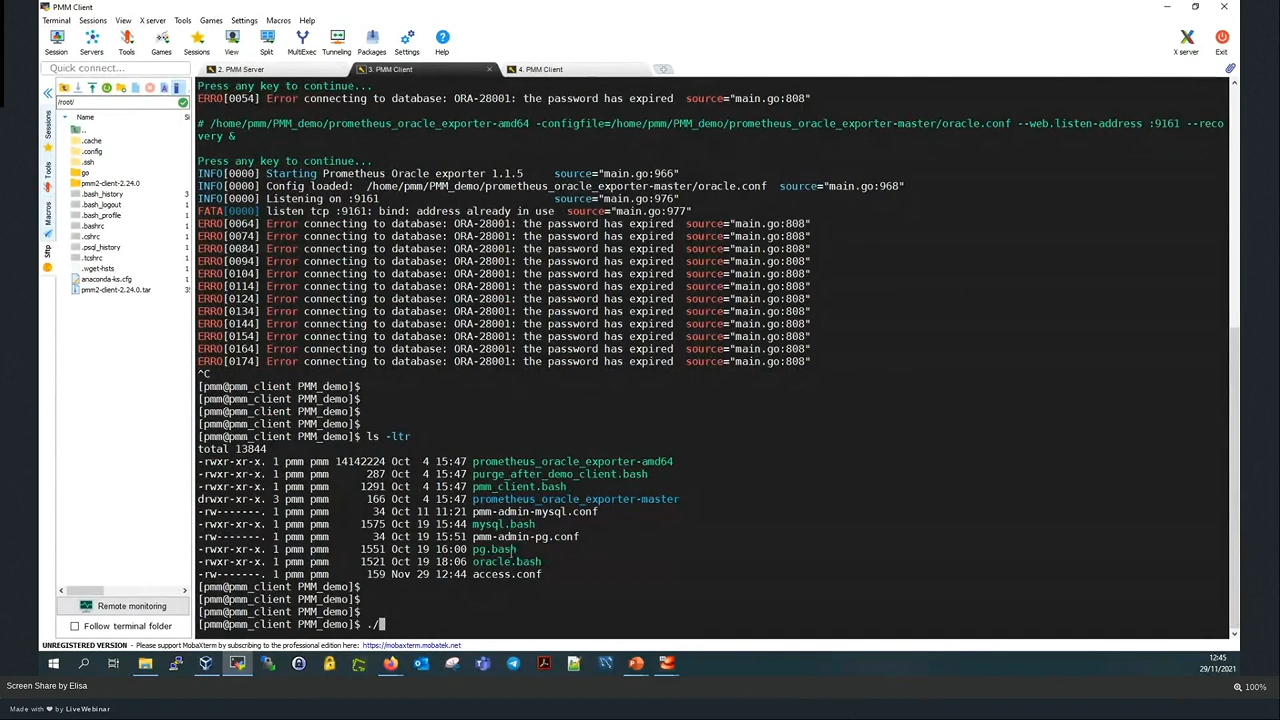 PMM Client
Terminal Sessions View X server Tools Games Settings Macros Help
Session Servers Tools Games Sessions View Split MultiExec Tunneling Packages Settings Help X server Exit
Quick connect...
2. PMM Server
3. PMM Client
4. PMM Client
/root/
Name
Si
..
.cache
.config
.ssh
go
pmm2-client-2.24.0
.bash_history 3
.bash_logout 1
.bash_profile 1
.bashrc 1
.cshrc 1
.psql_history 1
.tcshrc 1
.wget-hsts 1
anaconda-ks.cfg 1
pmm2-client-2.24.0.tar 35
Sessions
Tools
Macros
Sftp
Remote monitoring
Follow terminal folder
Press any key to continue...
ERRO[0054] Error connecting to database: ORA-28001: the password has expired source="main.go:808"
# /home/pmm/PMM_demo/prometheus_oracle_exporter-amd64 -configfile=/home/pmm/PMM_demo/prometheus_oracle_exporter-master/oracle.conf --web.listen-address :9161 --reco
very &
Press any key to continue...
INFO[0000] Starting Prometheus Oracle exporter 1.1.5 source="main.go:966"
INFO[0000] Config loaded: /home/pmm/PMM_demo/prometheus_oracle_exporter-master/oracle.conf source="main.go:968"
INFO[0000] Listening on :9161 source="main.go:976"
FATA[0000] listen tcp :9161: bind: address already in use source="main.go:977"
ERRO[0064] Error connecting to database: ORA-28001: the password has expired source="main.go:808"
ERRO[0074] Error connecting to database: ORA-28001: the password has expired source="main.go:808"
ERRO[0084] Error connecting to database: ORA-28001: the password has expired source="main.go:808"
ERRO[0094] Error connecting to database: ORA-28001: the password has expired source="main.go:808"
ERRO[0104] Error connecting to database: ORA-28001: the password has expired source="main.go:808"
ERRO[0114] Error connecting to database: ORA-28001: the password has expired source="main.go:808"
ERRO[0124] Error connecting to database: ORA-28001: the password has expired source="main.go:808"
ERRO[0134] Error connecting to database: ORA-28001: the password has expired source="main.go:808"
ERRO[0144] Error connecting to database: ORA-28001: the password has expired source="main.go:808"
ERRO[0154] Error connecting to database: ORA-28001: the password has expired source="main.go:808"
ERRO[0164] Error connecting to database: ORA-28001: the password has expired source="main.go:808"
ERRO[0174] Error connecting to database: ORA-28001: the password has expired source="main.go:808"
^C
[pmm@pmm_client PMM_demo]$
[pmm@pmm_client PMM_demo]$
[pmm@pmm_client PMM_demo]$
[pmm@pmm_client PMM_demo]$
[pmm@pmm_client PMM_demo]$ ls -ltr
total 13844
-rwxr-xr-x. 1 pmm pmm 14142224 Oct 4 15:47 prometheus_oracle_exporter-amd64
-rwxr-xr-x. 1 pmm pmm 287 Oct 4 15:47 purge_after_demo_client.bash
-rwxr-xr-x. 1 pmm pmm 1291 Oct 4 15:47 pmm_client.bash
drwxr-xr-x. 3 pmm pmm 166 Oct 4 15:47 prometheus_oracle_exporter-master
-rw-------. 1 pmm pmm 34 Oct 11 11:21 pmm-admin-mysql.conf
-rwxr-xr-x. 1 pmm pmm 1575 Oct 19 15:44 mysql.bash
-rw-------. 1 pmm pmm 34 Oct 19 15:51 pmm-admin-pg.conf
-rwxr-xr-x. 1 pmm pmm 1551 Oct 19 16:00 pg.bash
-rwxr-xr-x. 1 pmm pmm 1521 Oct 19 18:06 oracle.bash
-rw-------. 1 pmm pmm 159 Nov 29 12:44 access.conf
[pmm@pmm_client PMM_demo]$
[pmm@pmm_client PMM_demo]$
[pmm@pmm_client PMM_demo]$
[pmm@pmm_client PMM_demo]$ ./
UNREGISTERED VERSION - Please support MobaXterm by subscribing to the professional edition here: https://mobaxterm.mobatek.net
12:45
29/11/2021
Screen Share by Elisa
100%
Made with ❤ by LiveWebinar